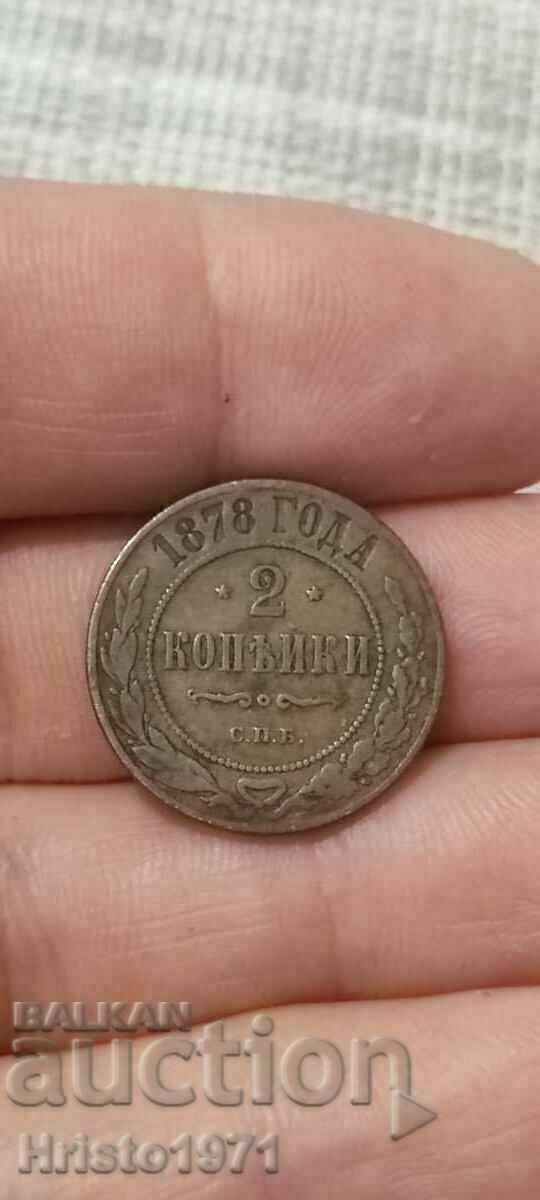 1878 ГОДА
* 2 *
КОПѢЙКИ
С.П.Б.
BALKAN
auction
Hristo1971